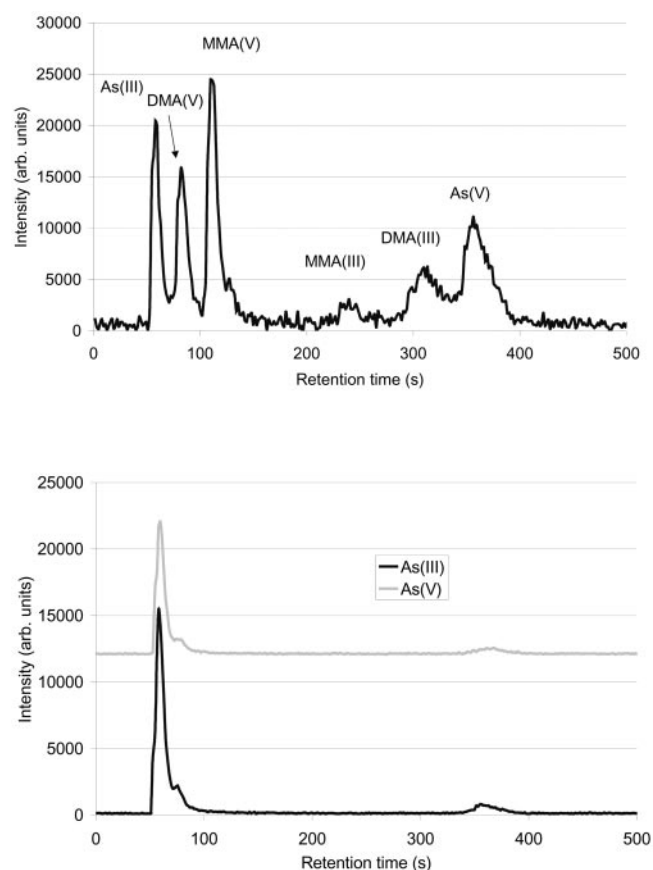 30000
MMA(V)
25000
As(III)
DMA(V)
20000
As(V)
15000
DMA(III)
10000
MMA(III)
5000
0
Intensity (arb. units)
0 100 200 300 400 500
Retention time (s)
25000
20000
As(III)
As(V)
15000
10000
5000
0
Intensity (arb. units)
0 100 200 300 400 500
Retention time (s)